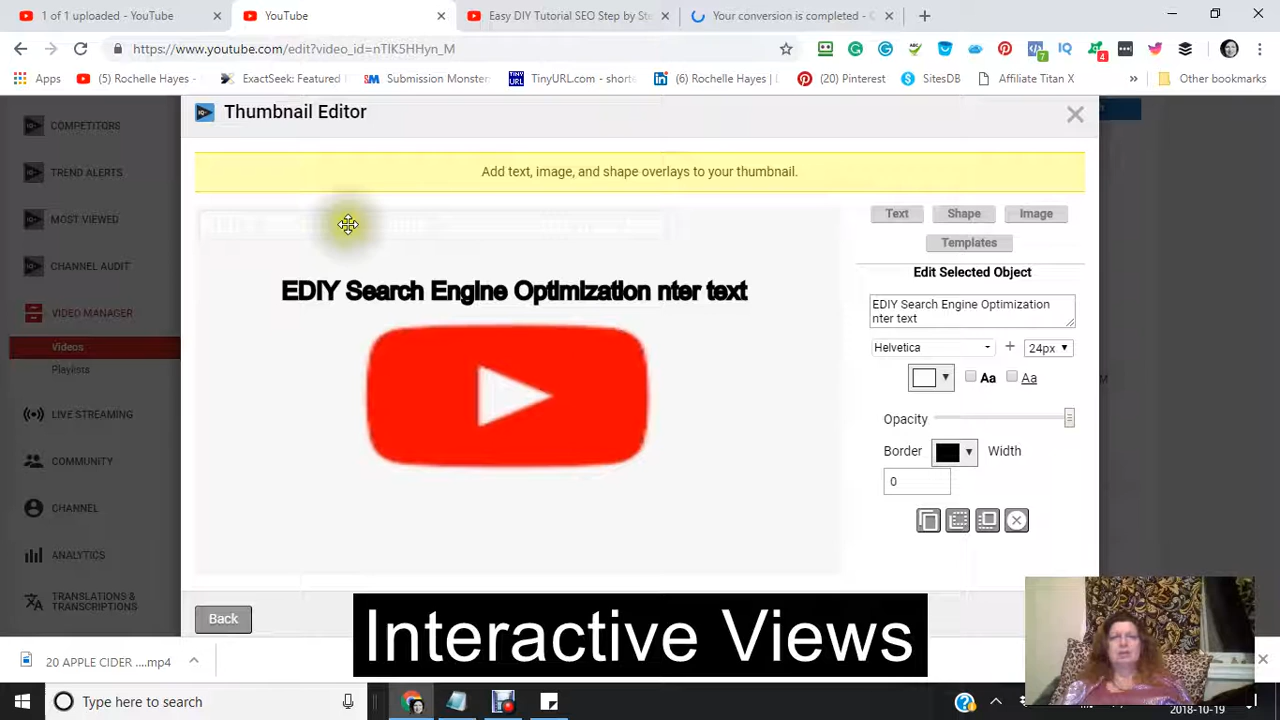 1 of 1 uploaded - YouTube
YouTube
Easy DIY Tutorial SEO Step by St
Your conversion is completed - C
https://www.youtube.com/edit?video_id=nTIK5HHyn_M
Apps
(5) Rochelle Hayes
ExactSeek: Featured
Submission Monster
TinyURL.com - shorte
(6) Rochelle Hayes |
(20) Pinterest
SitesDB
Affiliate Titan X
»
Other bookmarks
Thumbnail Editor
Add text, image, and shape overlays to your thumbnail.
COMPETITORS
TREND ALERTS
MOST VIEWED
CHANNEL AUDIT
VIDEO MANAGER
Videos
Playlists
LIVE STREAMING
COMMUNITY
CHANNEL
ANALYTICS
TRANSLATIONS &
TRANSCRIPTIONS
EDIY Search Engine Optimization nter text
Text
Shape
Image
Templates
Edit Selected Object
EDIY Search Engine Optimization
nter text
Helvetica
24px
Aa
Aa
Opacity
Border
Width
0
Back
Interactive Views
20 APPLE CIDER ....mp4
Type here to search
2018-10-19